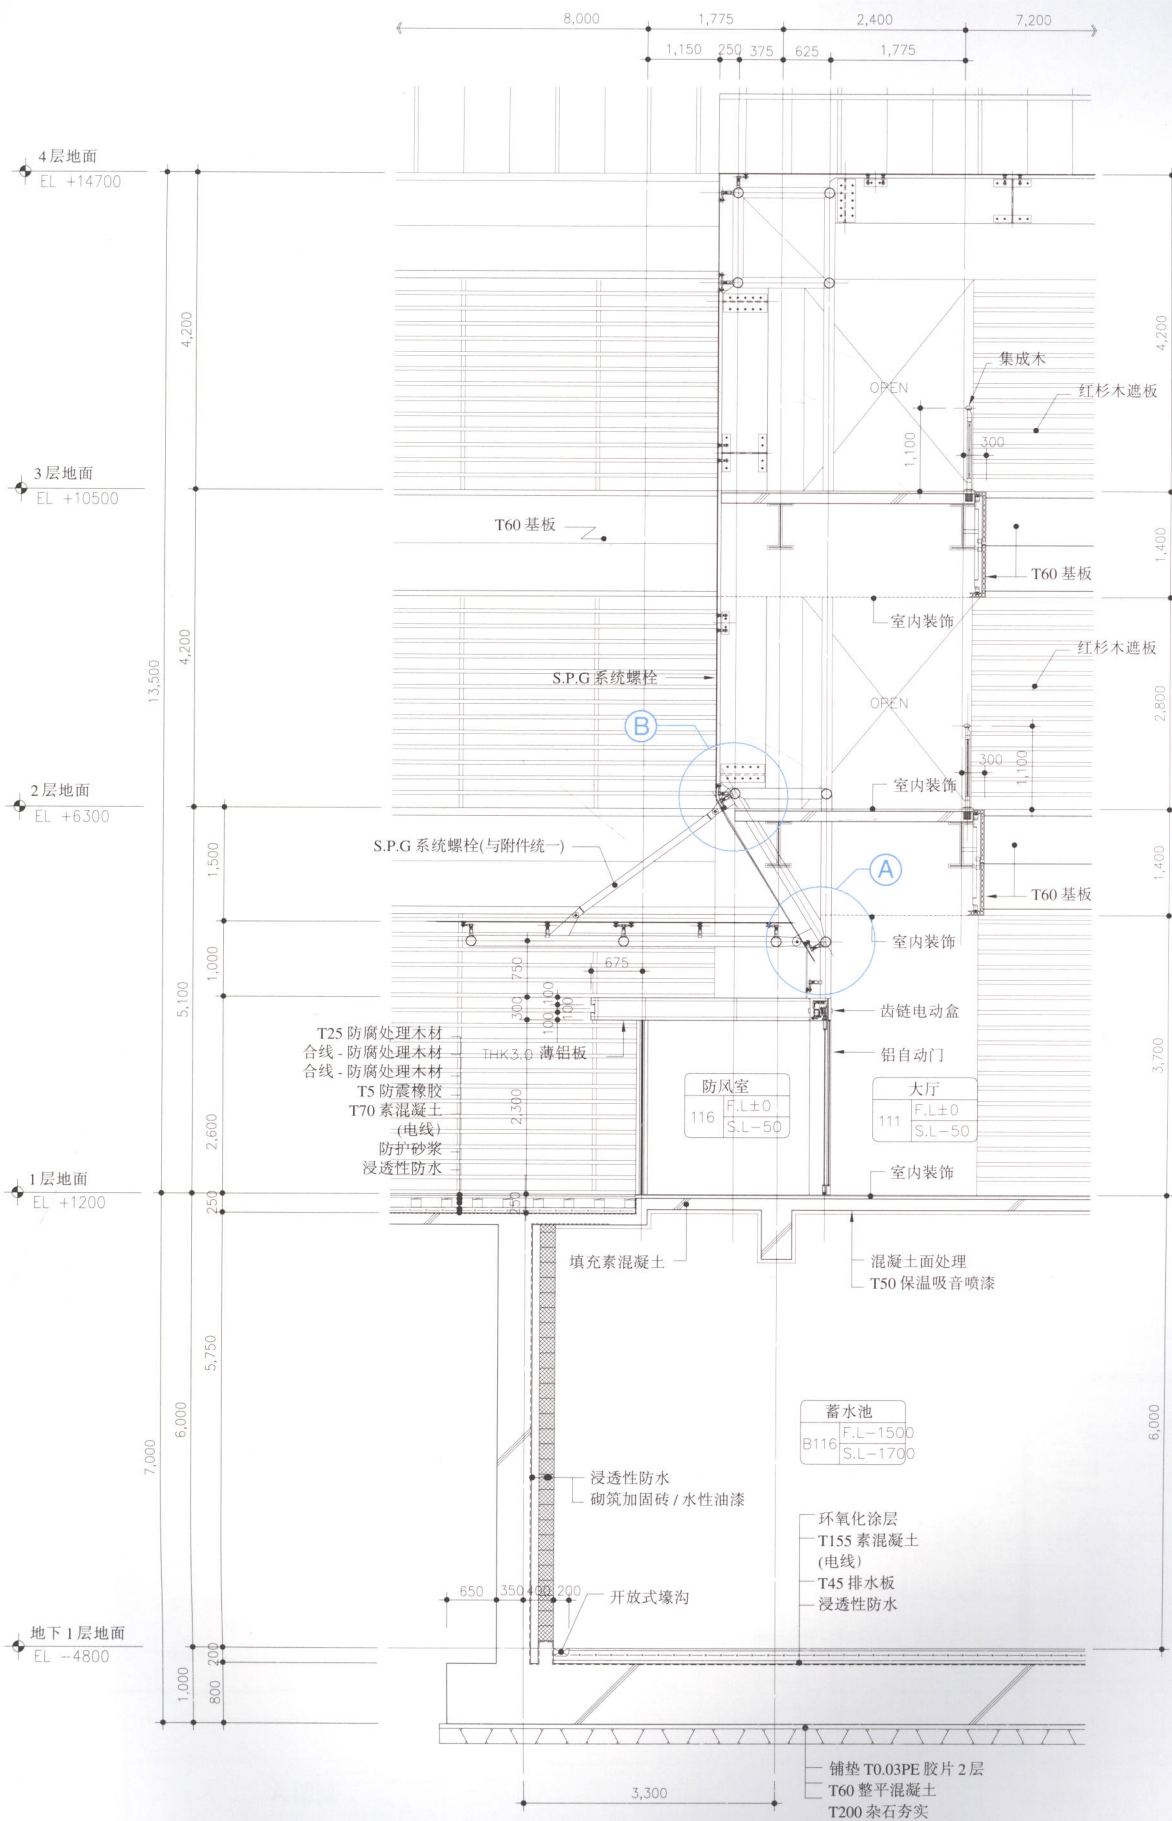 8,000 1,775 2,400 7,200
1,150 250 375 625 1,775
4层地面
EL +14700
4,200
4,200
OPEN
集成木
红杉木遮板
1,100
300
3层地面
EL +10500
T60 基板
1,400
T60 基板
室内装饰
4,200
13,500
红杉木遮板
S.P.G 系统螺栓
OPEN
2,800
B
300
1,100
2层地面
EL +6300
室内装饰
S.P.G 系统螺栓(与附件统一)
1,500
1,400
A
T60 基板
室内装饰
675
750
1,000
5,100
300
100 100
100
齿链电动盒
T25 防腐处理木材
合线 - 防腐处理木材
合线 - 防腐处理木材
T5 防震橡胶
T70 素混凝土
(电线)
防护砂浆
浸透性防水
THK3.0 薄铝板
铝自动门
3,700
防风室
116 F.L±0
S.L-50
大厅
111 F.L±0
S.L-50
2,300
2,600
1层地面
EL +1200
室内装饰
250
250
填充素混凝土
混凝土面处理
T50 保温吸音喷漆
5,750
6,000
7,000
6,000
蓄水池
B116 F.L-1500
S.L-1700
浸透性防水
砌筑加固砖 / 水性油漆
环氧化涂层
T155 素混凝土
(电线)
T45 排水板
浸透性防水
650 350 400 200
开放式壕沟
地下1层地面
EL -4800
200
1,000
800
铺垫 T0.03PE 胶片 2 层
T60 整平混凝土
T200 杂石夯实
3,300